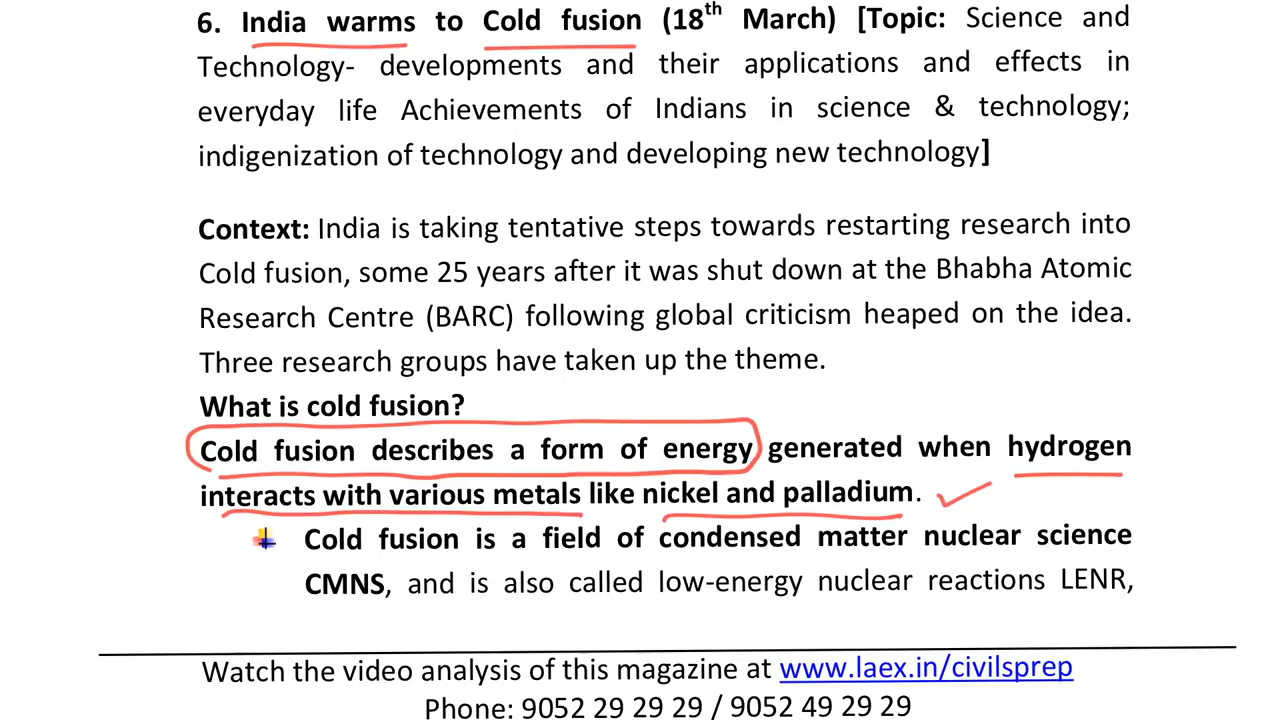 6. India warms to Cold fusion (18th March) [Topic: Science and
Technology- developments and their applications and effects in
everyday life Achievements of Indians in science & technology;
indigenization of technology and developing new technology]
Context: India is taking tentative steps towards restarting research into
Cold fusion, some 25 years after it was shut down at the Bhabha Atomic
Research Centre (BARC) following global criticism heaped on the idea.
Three research groups have taken up the theme.
What is cold fusion?
Cold fusion describes a form of energy generated when hydrogen
interacts with various metals like nickel and palladium.
Cold fusion is a field of condensed matter nuclear science
CMNS, and is also called low-energy nuclear reactions LENR,
Watch the video analysis of this magazine at www.laex.in/civilsprep
Phone: 9052 29 29 29 / 9052 49 29 29